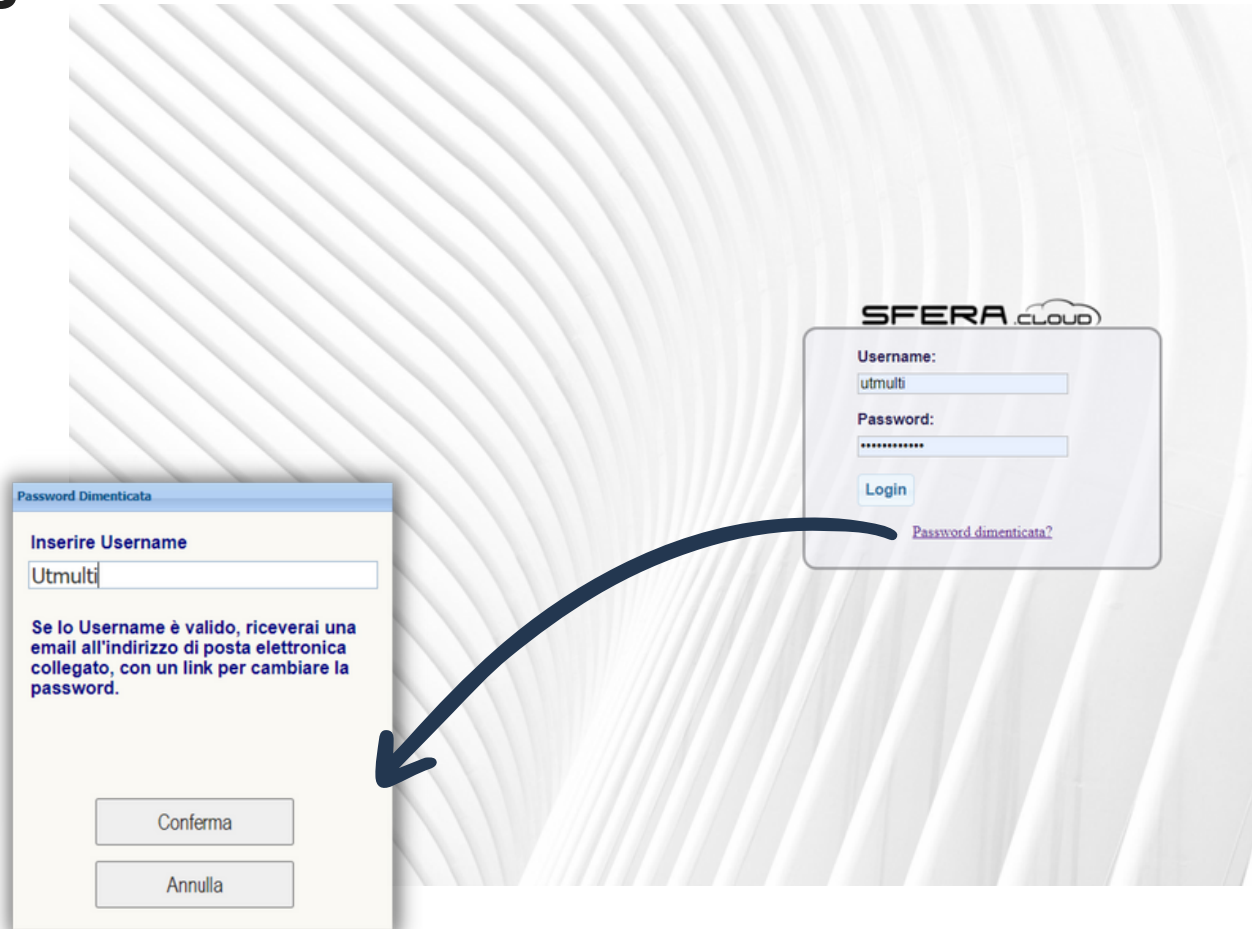 SFERA.CLOUD
Username:
utmulti
Password:
••••••••••••
Login
Password dimenticata?
Password Dimenticata
Inserire Username
Utmulti
Se lo Username è valido, riceverai una
email all'indirizzo di posta elettronica
collegato, con un link per cambiare la
password.
Conferma
Annulla